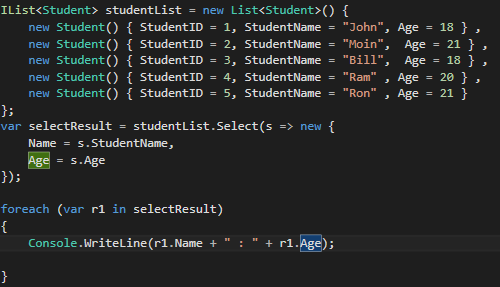 IList<Student> studentList = new List<Student>() {
    new Student() { StudentID = 1, StudentName = "John", Age = 18 } ,
    new Student() { StudentID = 2, StudentName = "Moin",  Age = 21 } ,
    new Student() { StudentID = 3, StudentName = "Bill",  Age = 18 } ,
    new Student() { StudentID = 4, StudentName = "Ram" , Age = 20 } ,
    new Student() { StudentID = 5, StudentName = "Ron" , Age = 21 }
};
var selectResult = studentList.Select(s => new {
    Name = s.StudentName,
    Age = s.Age
});

foreach (var r1 in selectResult)
{
    Console.WriteLine(r1.Name + " : " + r1.Age);

}